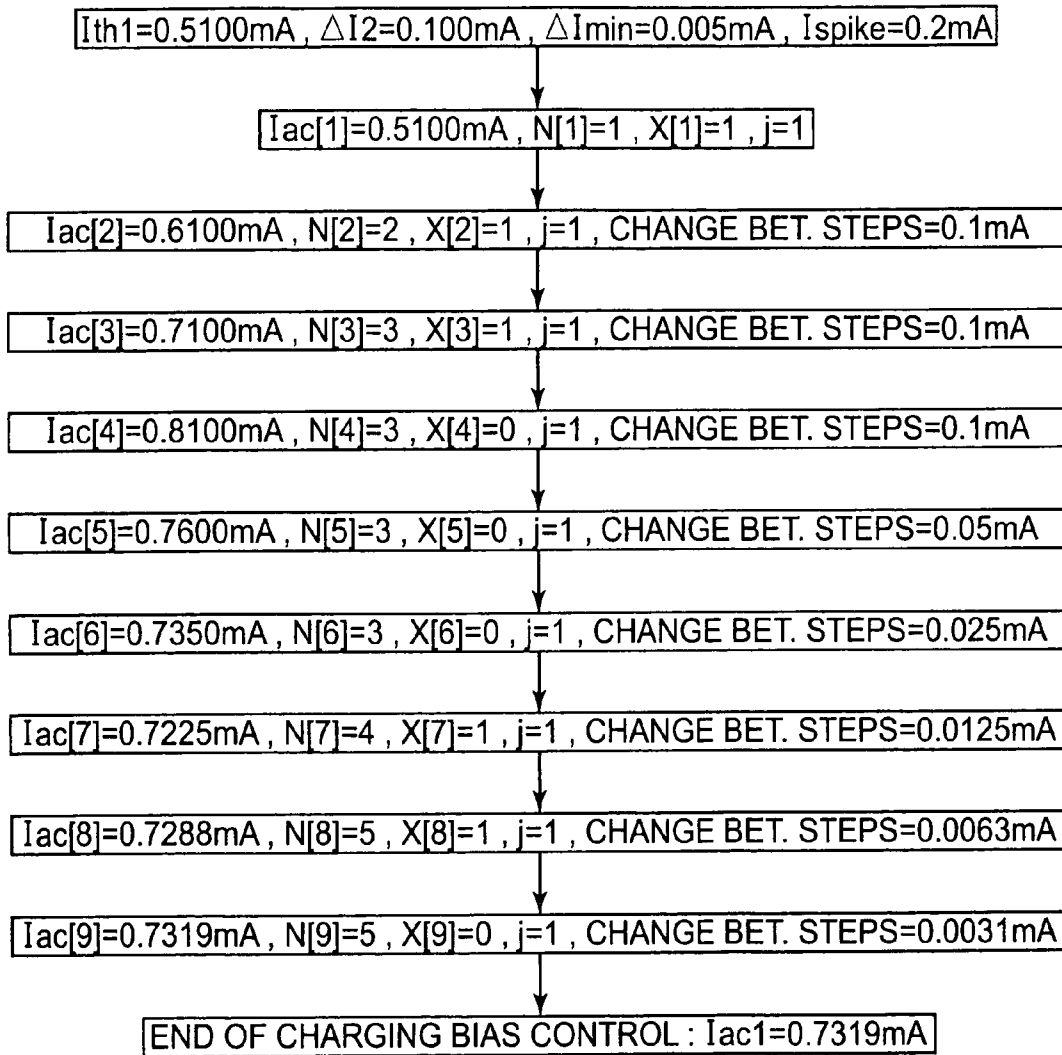 Ith1=0.5100mA , △I2=0.100mA , △Imin=0.005mA , Ispike=0.2mA
Iac[1]=0.5100mA , N[1]=1 , X[1]=1 , j=1
Iac[2]=0.6100mA , N[2]=2 , X[2]=1 , j=1 , CHANGE BET. STEPS=0.1mA
Iac[3]=0.7100mA , N[3]=3 , X[3]=1 , j=1 , CHANGE BET. STEPS=0.1mA
Iac[4]=0.8100mA , N[4]=3 , X[4]=0 , j=1 , CHANGE BET. STEPS=0.1mA
Iac[5]=0.7600mA , N[5]=3 , X[5]=0 , j=1 , CHANGE BET. STEPS=0.05mA
Iac[6]=0.7350mA , N[6]=3 , X[6]=0 , j=1 , CHANGE BET. STEPS=0.025mA
Iac[7]=0.7225mA , N[7]=4 , X[7]=1 , j=1 , CHANGE BET. STEPS=0.0125mA
Iac[8]=0.7288mA , N[8]=5 , X[8]=1 , j=1 , CHANGE BET. STEPS=0.0063mA
Iac[9]=0.7319mA , N[9]=5 , X[9]=0 , j=1 , CHANGE BET. STEPS=0.0031mA
END OF CHARGING BIAS CONTROL : Iac1=0.7319mA